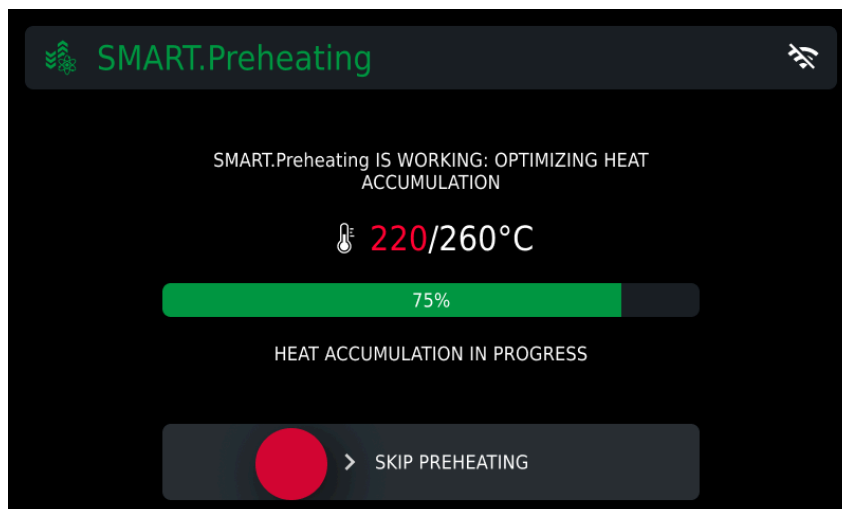 SMART.Preheating
SMART.Preheating IS WORKING: OPTIMIZING HEAT
ACCUMULATION
220/260°C
75%
HEAT ACCUMULATION IN PROGRESS
SKIP PREHEATING